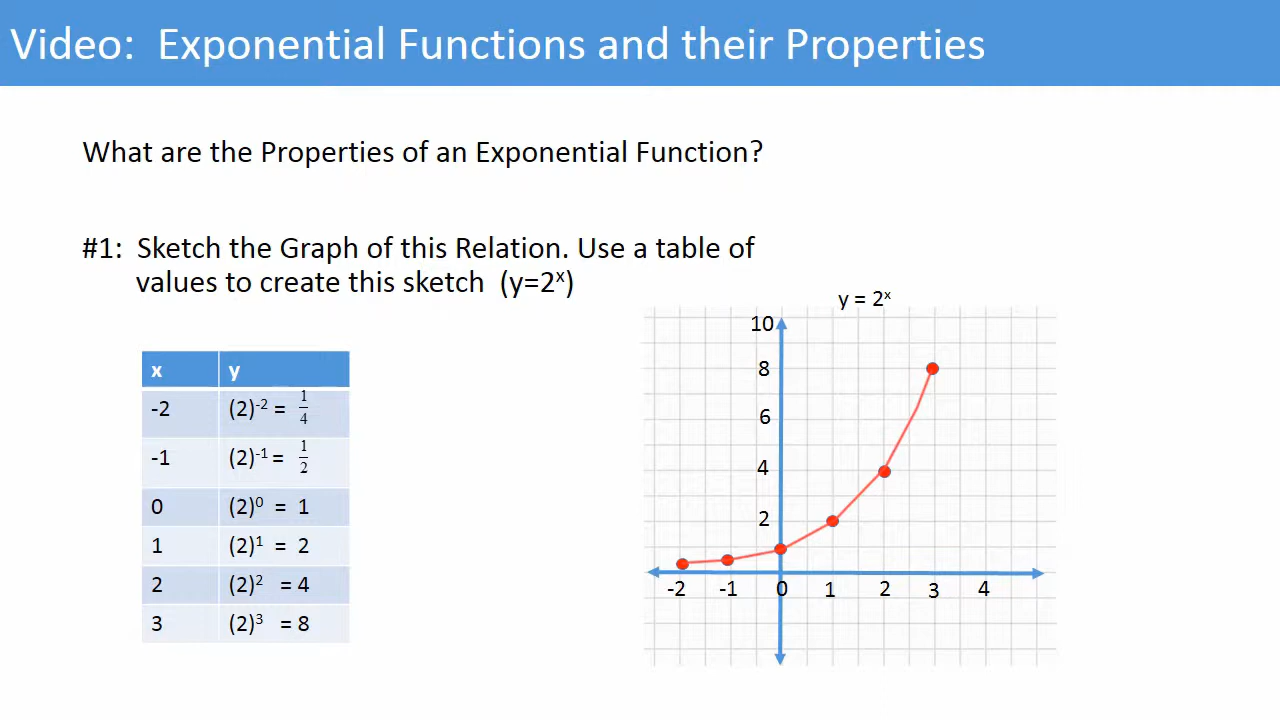 Video: Exponential Functions and their Properties
What are the Properties of an Exponential Function?
#1: Sketch the Graph of this Relation. Use a table of
values to create this sketch (y=2ˣ)
x y
-2 (2)⁻² = 1/4
-1 (2)⁻¹ = 1/2
0 (2)⁰ = 1
1 (2)¹ = 2
2 (2)² = 4
3 (2)³ = 8
y = 2ˣ
10
8
6
4
2
-2 -1 0 1 2 3 4